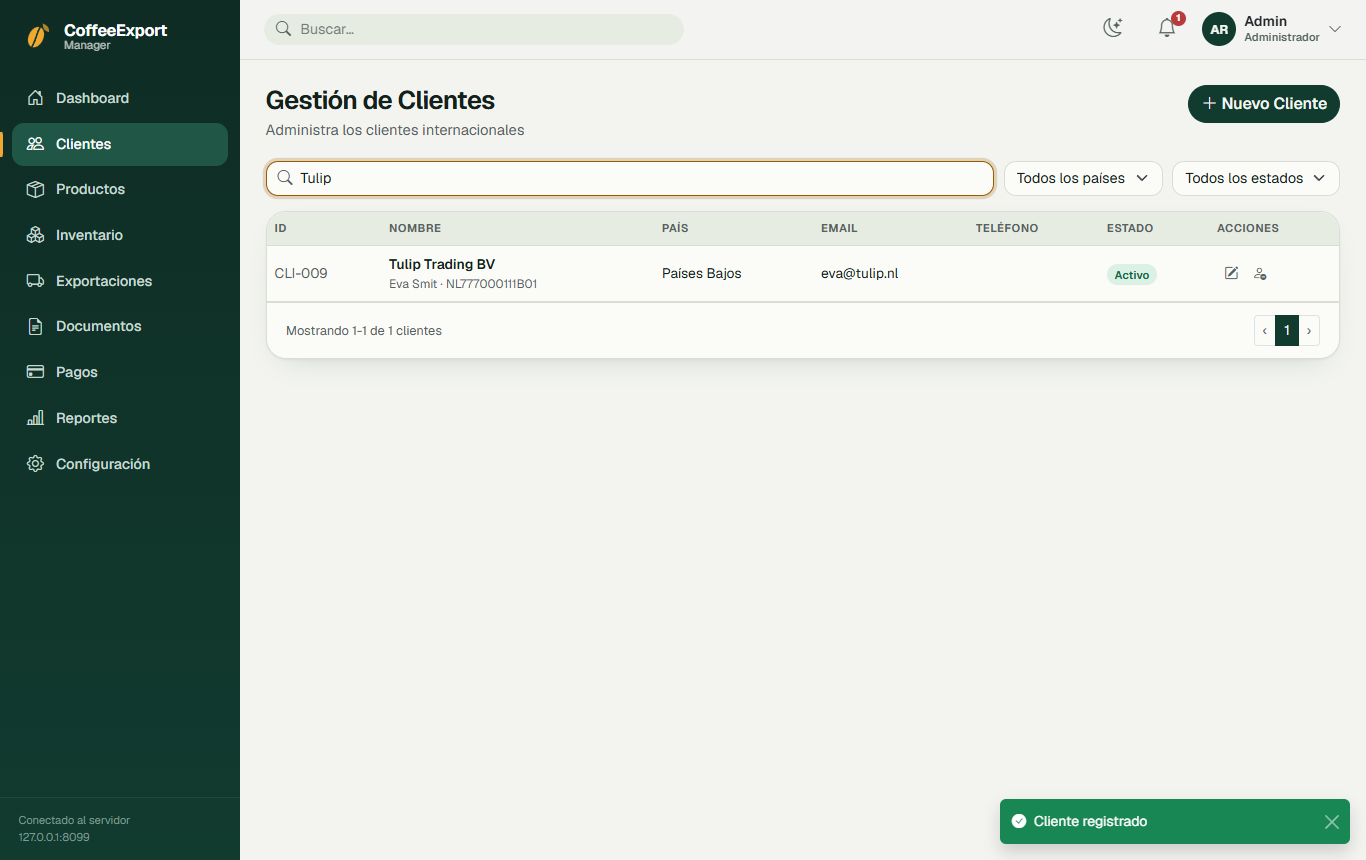 CoffeeExport
Manager
Buscar...
1
AR
Admin
Administrador
Dashboard
Clientes
Productos
Inventario
Exportaciones
Documentos
Pagos
Reportes
Configuración
Conectado al servidor
127.0.0.1:8099
Gestión de Clientes
Administra los clientes internacionales
+ Nuevo Cliente
Tulip
Todos los países
Todos los estados
ID NOMBRE PAÍS EMAIL TELÉFONO ESTADO ACCIONES
CLI-009 Tulip Trading BV Países Bajos eva@tulip.nl Activo
Eva Smit · NL777000111B01
Mostrando 1-1 de 1 clientes
‹ 1 ›
Cliente registrado